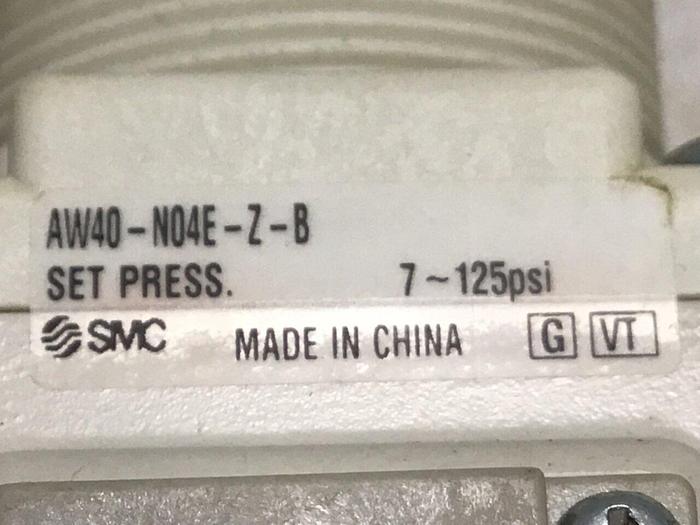 AW40-N04E-Z-B
SET PRESS. 7~125psi
SMC MADE IN CHINA G VT